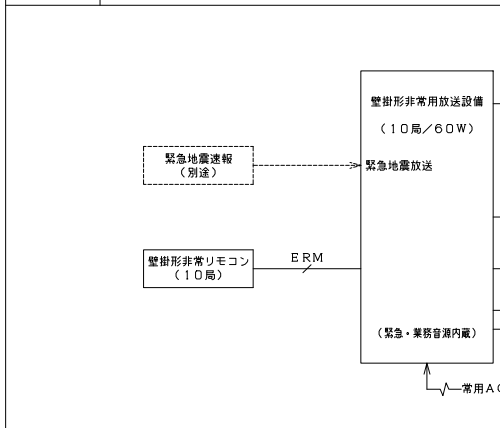 壁掛形非常用放送設備
(10局/60W)
緊急地震速報
(別途)
緊急地震放送
壁掛形非常リモコン
(10局)
ERM
(緊急・業務音源内蔵)
常用AC